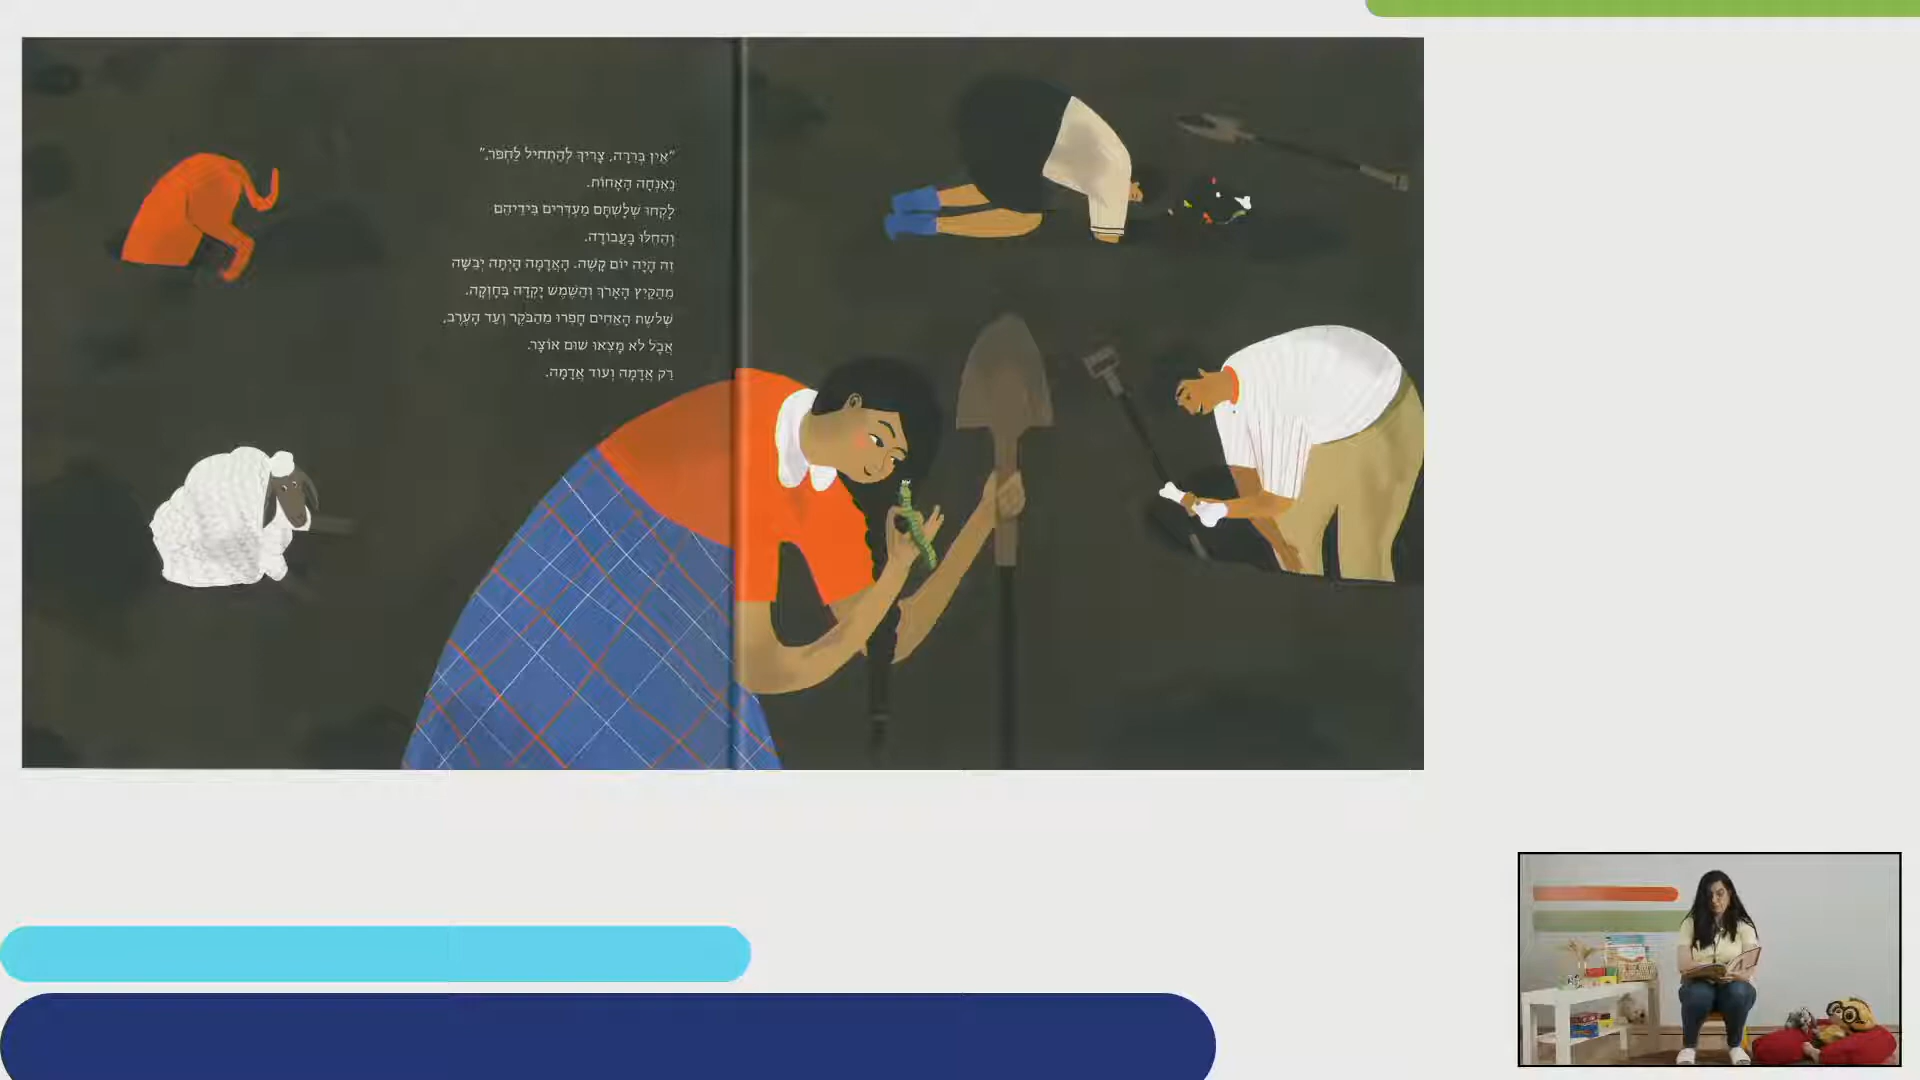 "אֵין בְּרֵרָה, צָרִיךְ לְהַתְחִיל לַחְפֹּר,"
נֶאֶנְחָה הָאָחוֹת.
לָקְחוּ שְׁלָשְׁתָּם מַעְדְּרִים בִּידֵיהֶם
וְהֵחֵלּוּ בָּעֲבוֹדָה.
זֶה הָיָה יוֹם קָשֶׁה. הָאֲדָמָה הָיְתָה יְבֵשָׁה
מֵהַקַּיִץ הָאָרֹךְ וְהַשֶּׁמֶשׁ יָקְדָה בְּחָזְקָה.
שְׁלֹשֶׁת הָאַחִים חָפְרוּ מֵהַבֹּקֶר וְעַד הָעֶרֶב,
אֲבָל לֹא מָצְאוּ שׁוּם אוֹצָר.
רַק אֲדָמָה וְעוֹד אֲדָמָה.